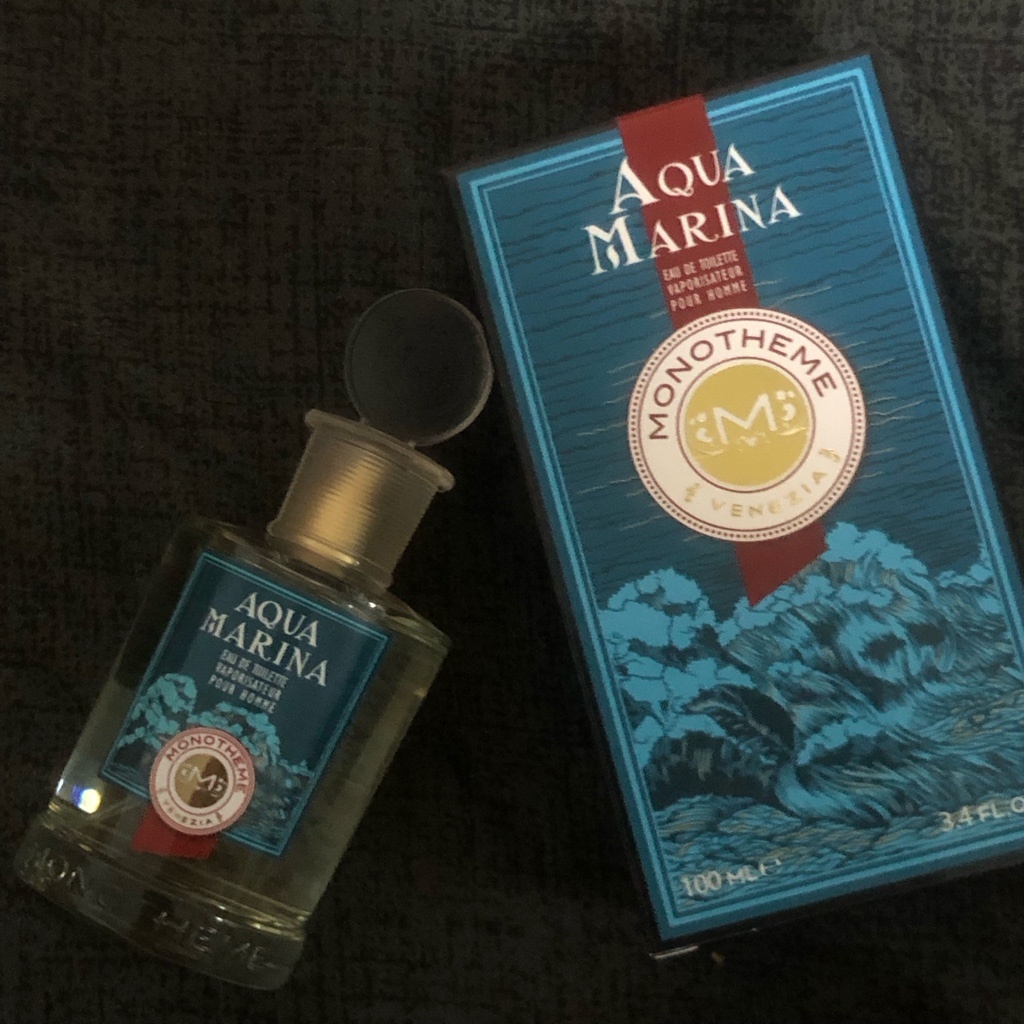 AQUA
MARINA
EAU DE TOILETTE
VAPORISATEUR
POUR HOMME
MONOTHEME
M
VENEZIA
100 ML
3.4 FL.O
AQUA
MARINA
EAU DE TOILETTE
VAPORISATEUR
POUR HOMME
MONOTHEME
M
VENEZIA